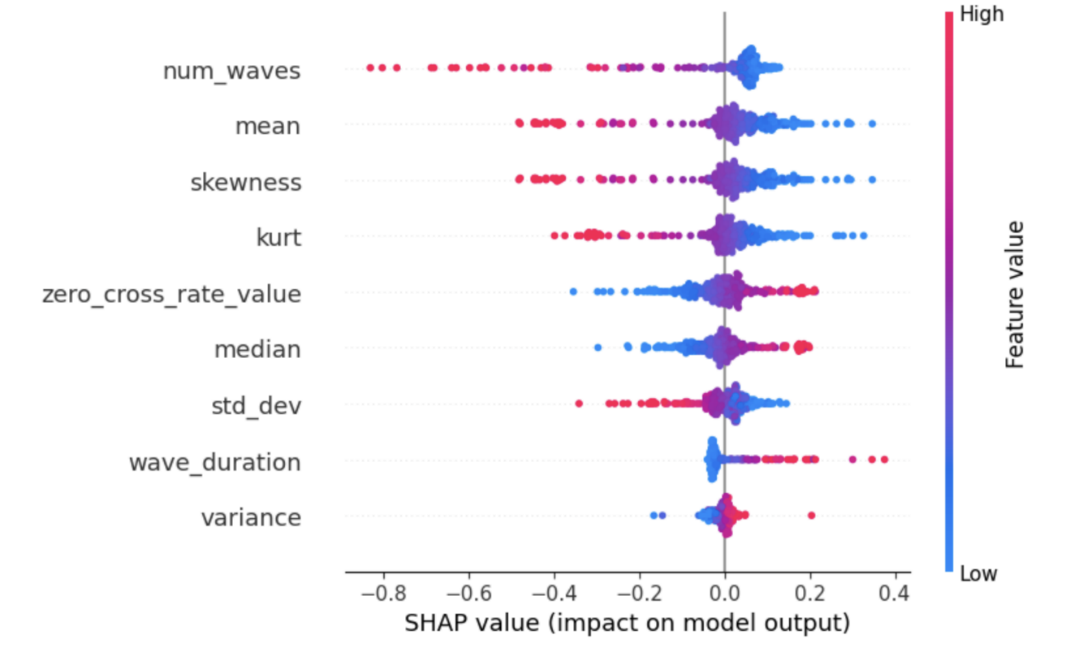 High
num_waves
mean
skewness
kurt
zero_cross_rate_value
median
std_dev
wave_duration
variance
Feature value
Low
−0.8 −0.6 −0.4 −0.2 0.0 0.2 0.4
SHAP value (impact on model output)